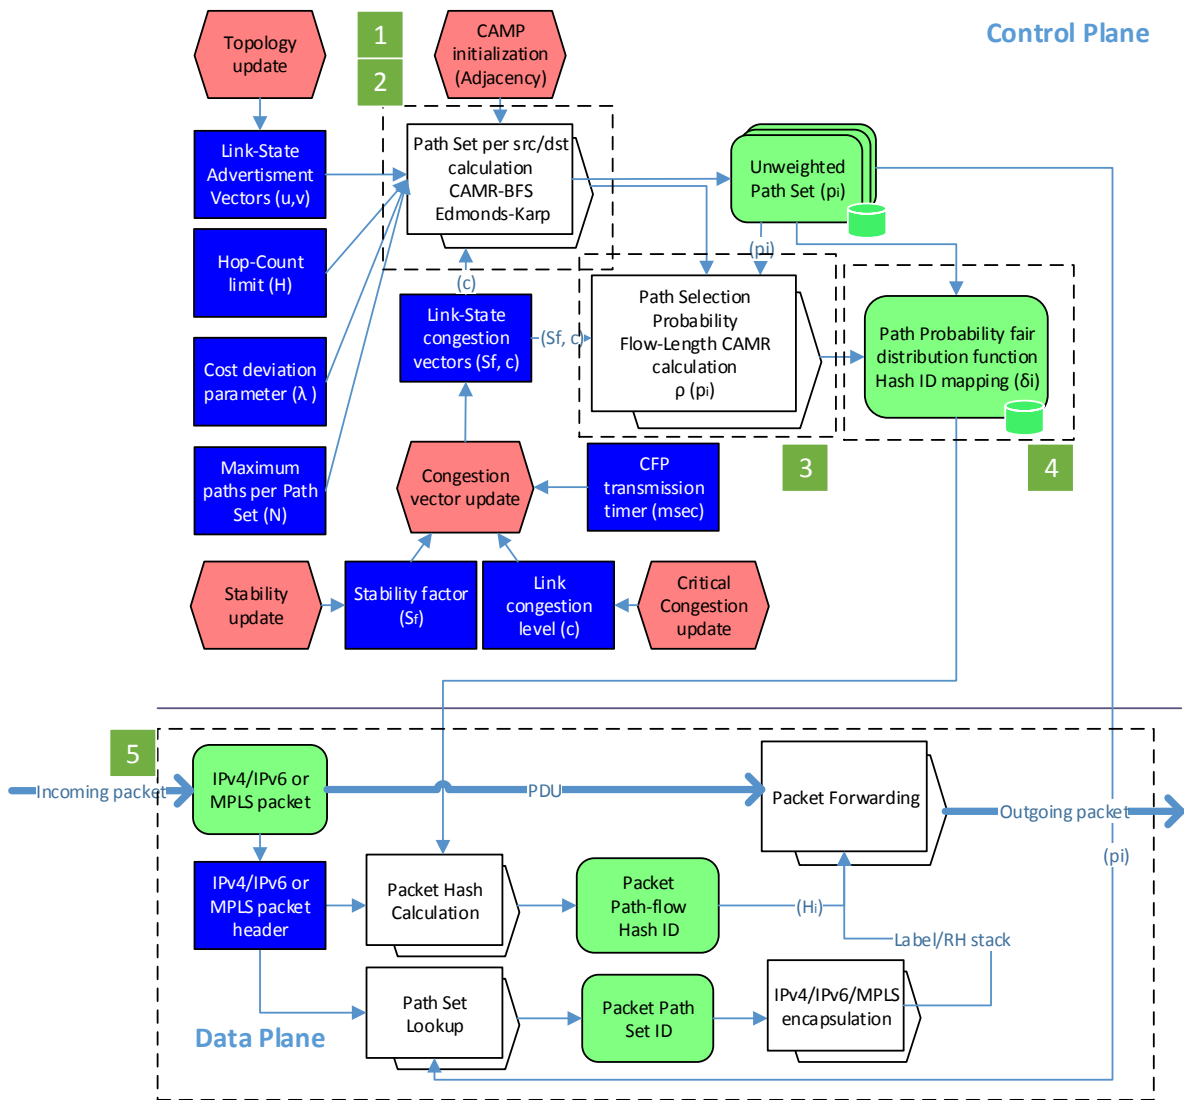 Control Plane
1
2
Topology
update
CAMP
initialization
(Adjacency)
Link-State
Advertisment
Vectors (u,v)
Path Set per src/dst
calculation
CAMR-BFS
Edmonds-Karp
Unweighted
Path Set (pi)
Hop-Count
limit (H)
(c)
(pi)
Link-State
congestion
vectors (Sf, c)
(Sf, c)
Path Selection
Probability
Flow-Length CAMR
calculation
ρ (pi)
Path Probability fair
distribution function
Hash ID mapping (δi)
Cost deviation
parameter (λ )
Maximum
paths per Path
Set (N)
Congestion
vector update
CFP
transmission
timer (msec)
3
4
Stability
update
Stability factor
(Sf)
Link
congestion
level (c)
Critical
Congestion
update
5
Incoming packet
IPv4/IPv6 or
MPLS packet
PDU
Packet Forwarding
Outgoing packet
(pi)
IPv4/IPv6 or
MPLS packet
header
Packet Hash
Calculation
Packet
Path-flow
Hash ID
(Hi)
Label/RH stack
Path Set
Lookup
Packet Path
Set ID
IPv4/IPv6/MPLS
encapsulation
Data Plane